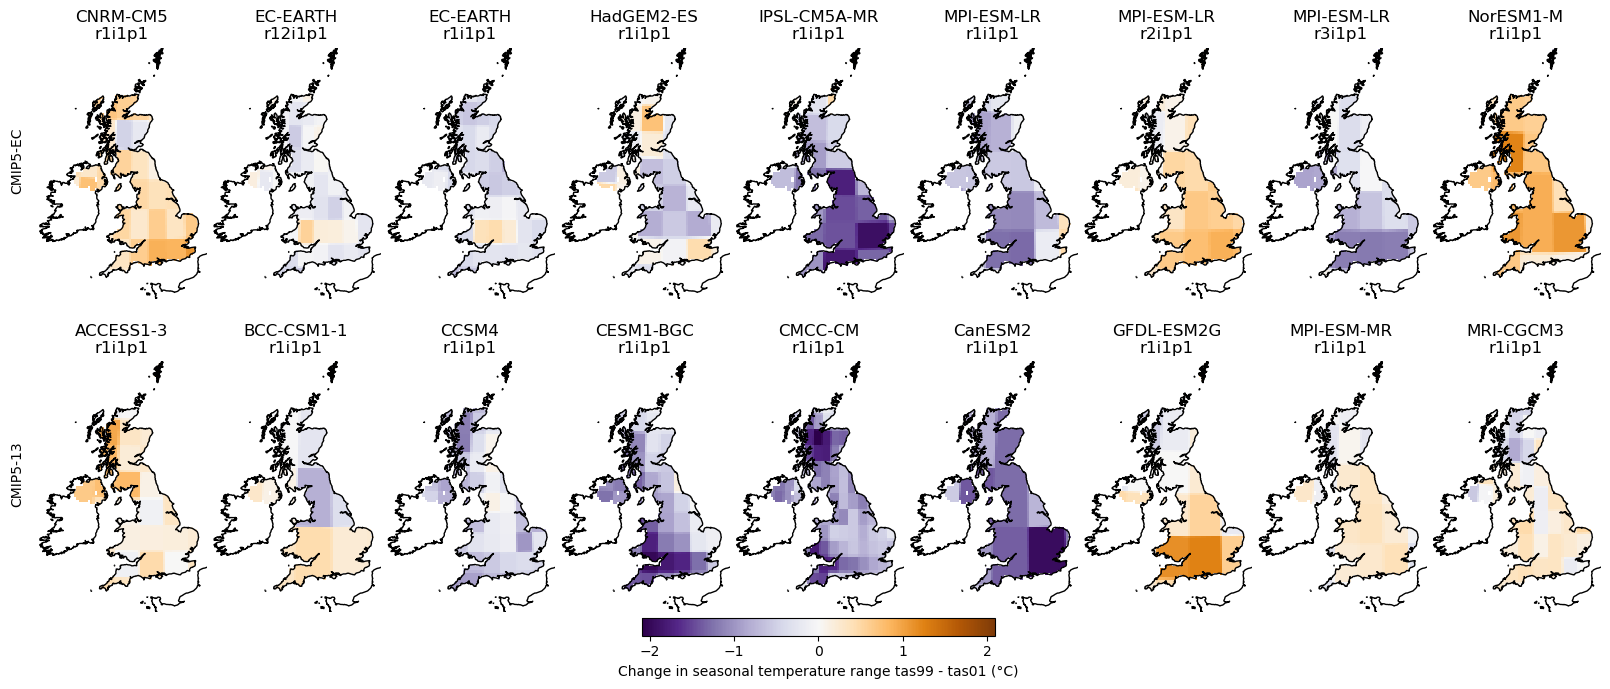 CNRM-CM5
r1i1p1
EC-EARTH
r12i1p1
EC-EARTH
r1i1p1
HadGEM2-ES
r1i1p1
IPSL-CM5A-MR
r1i1p1
MPI-ESM-LR
r1i1p1
MPI-ESM-LR
r2i1p1
MPI-ESM-LR
r3i1p1
NorESM1-M
r1i1p1
CMIP5-EC
ACCESS1-3
r1i1p1
BCC-CSM1-1
r1i1p1
CCSM4
r1i1p1
CESM1-BGC
r1i1p1
CMCC-CM
r1i1p1
CanESM2
r1i1p1
GFDL-ESM2G
r1i1p1
MPI-ESM-MR
r1i1p1
MRI-CGCM3
r1i1p1
CMIP5-13
−2 −1 0 1 2
Change in seasonal temperature range tas99 - tas01 (°C)